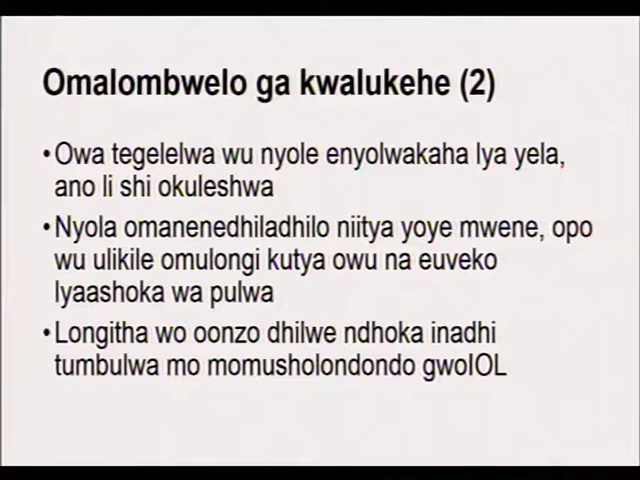 Omalombwelo ga kwalukehe (2)
•Owa tegelelwa wu nyole enyolwakaha lya yela,
ano li shi okuleshwa
•Nyola omanenedhiladhilo niitya yoye mwene, opo
wu ulikile omulongi kutya owu na euveko
lyaashoka wa pulwa
•Longitha wo oonzo dhilwe ndhoka inadhi
tumbulwa mo momusholondondo gwoIOL